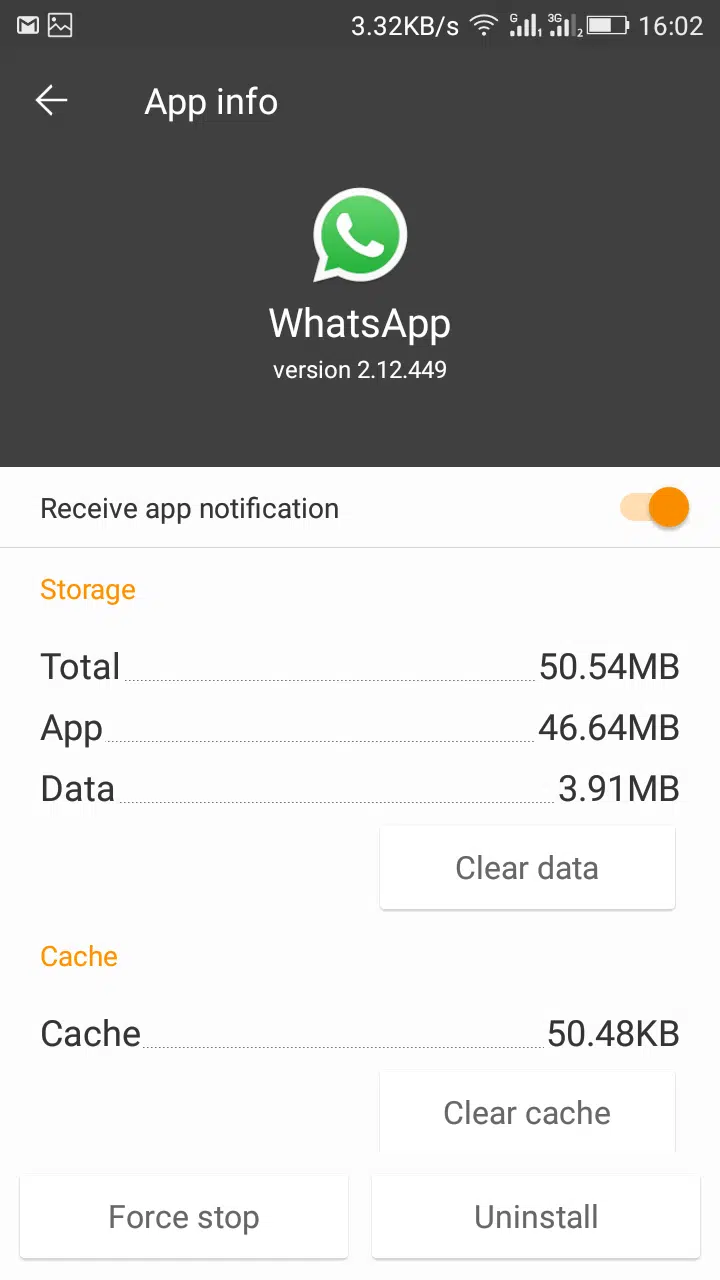 3.32KB/s G 1 3G 2 16:02
App info
WhatsApp
version 2.12.449
Receive app notification
Storage
Total 50.54MB
App 46.64MB
Data 3.91MB
Clear data
Cache
Cache 50.48KB
Clear cache
Force stop Uninstall